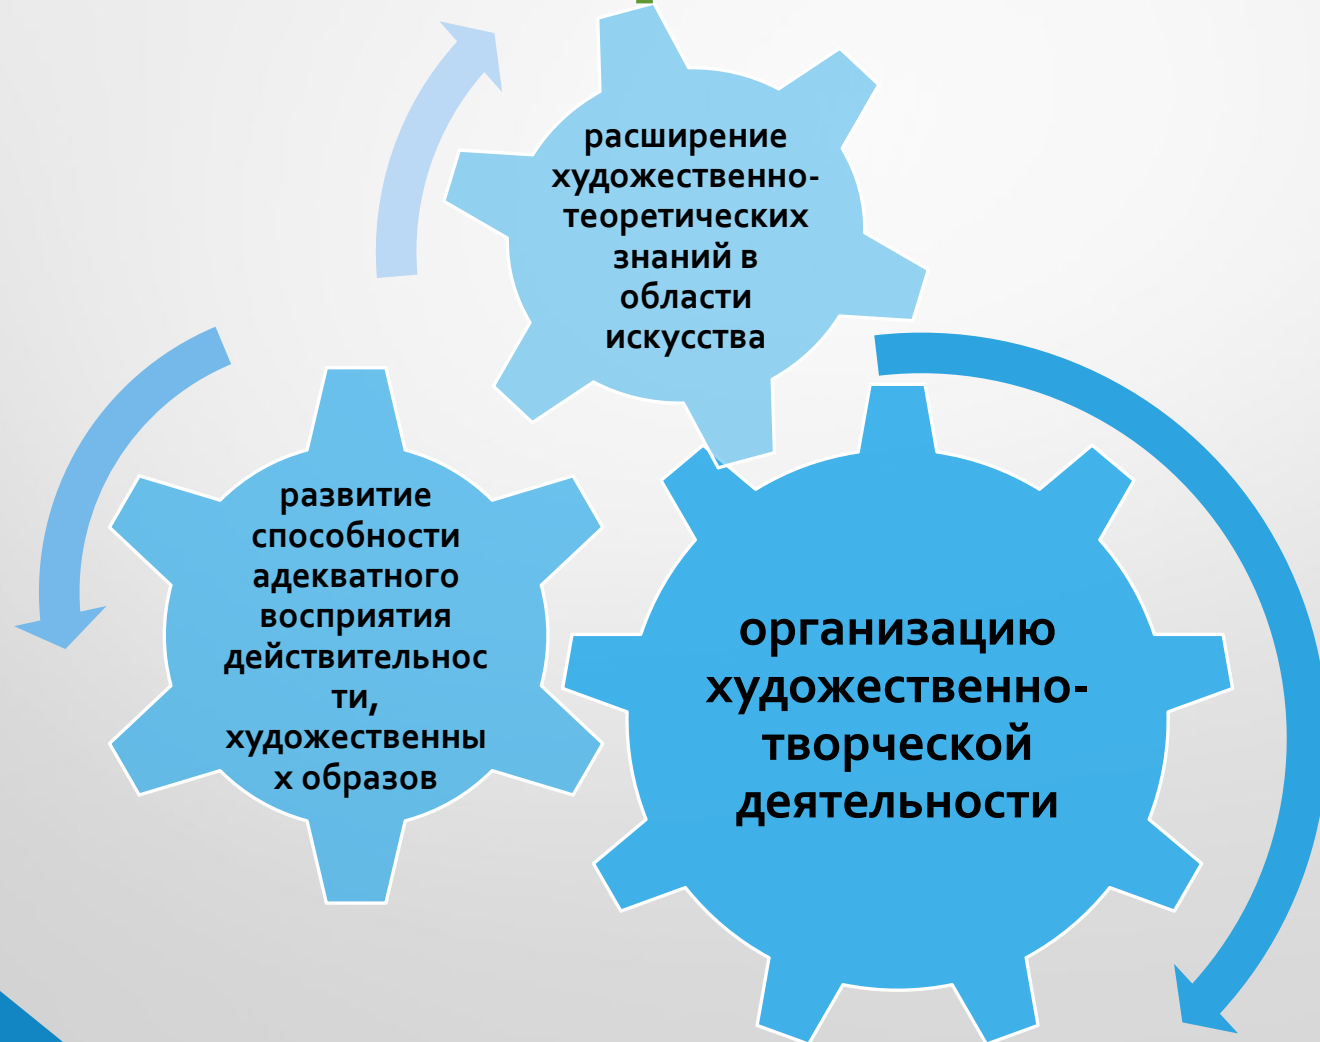 расширение
художественно-
теоретических
знаний в
области
искусства
развитие
способности
адекватного
восприятия
действительнос
ти,
художественны
х образов
организацию
художественно-
творческой
деятельности